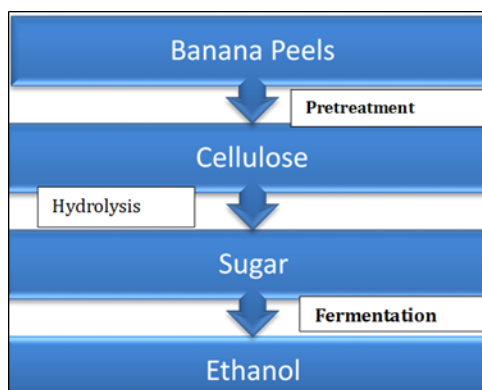 Banana Peels
Pretreatment
Cellulose
Hydrolysis
Sugar
Fermentation
Ethanol